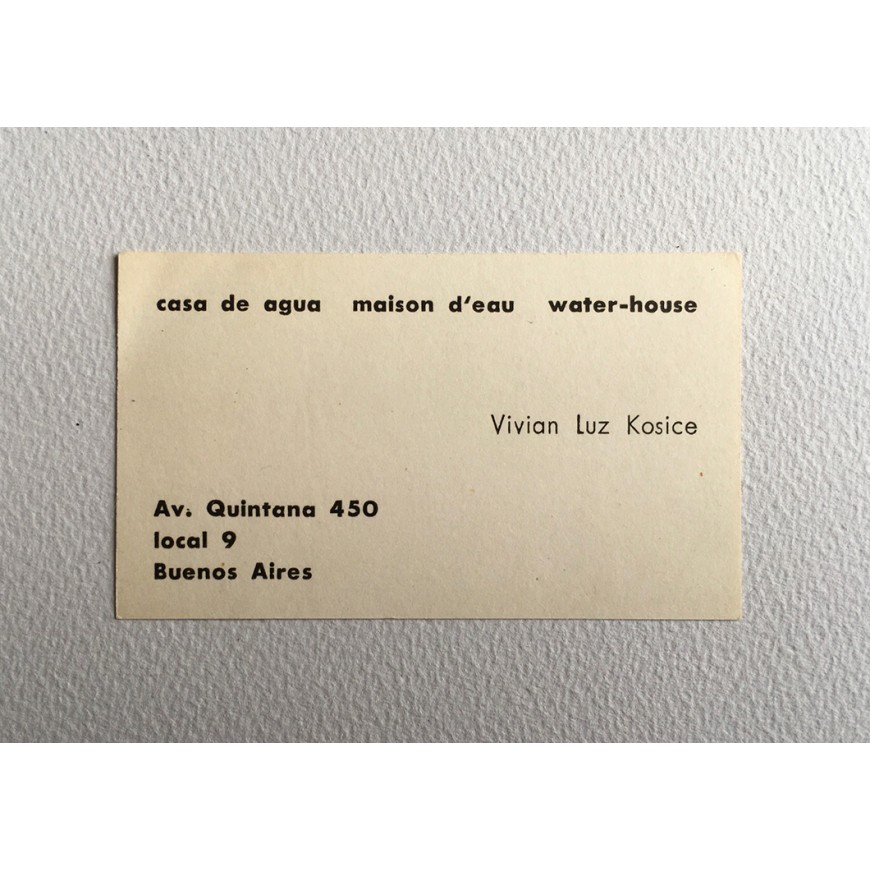 casa de agua maison d'eau water-house
Vivian Luz Kosice
Av. Quintana 450
local 9
Buenos Aires